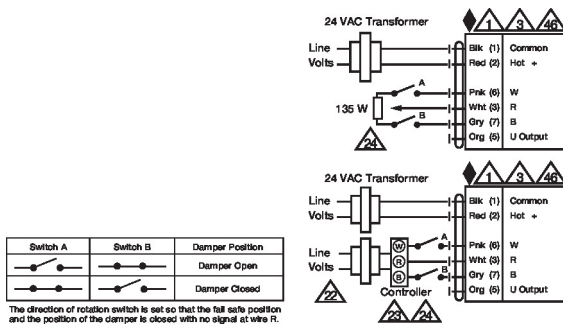 24 VAC Transformer
1 3 46
Line
Volts
Blk (1) Common
Red (2) Hot +
A
Pnk (6) W
135 W
Wht (3) R
B
Gry (7) B
24
Org (5) U Output
24 VAC Transformer
1 3 46
Line
Volts
Blk (1) Common
Red (2) Hot +
A
Line
Volts
W
R
B
Pnk (6) W
Wht (3) R
B
Gry (7) B
Org (5) U Output
22
Controller
23 24
Switch A Switch B Damper Position
Damper Open
Damper Closed
The direction of rotation switch is set so that the fail safe position
and the position of the damper is closed with no signal at wire R.